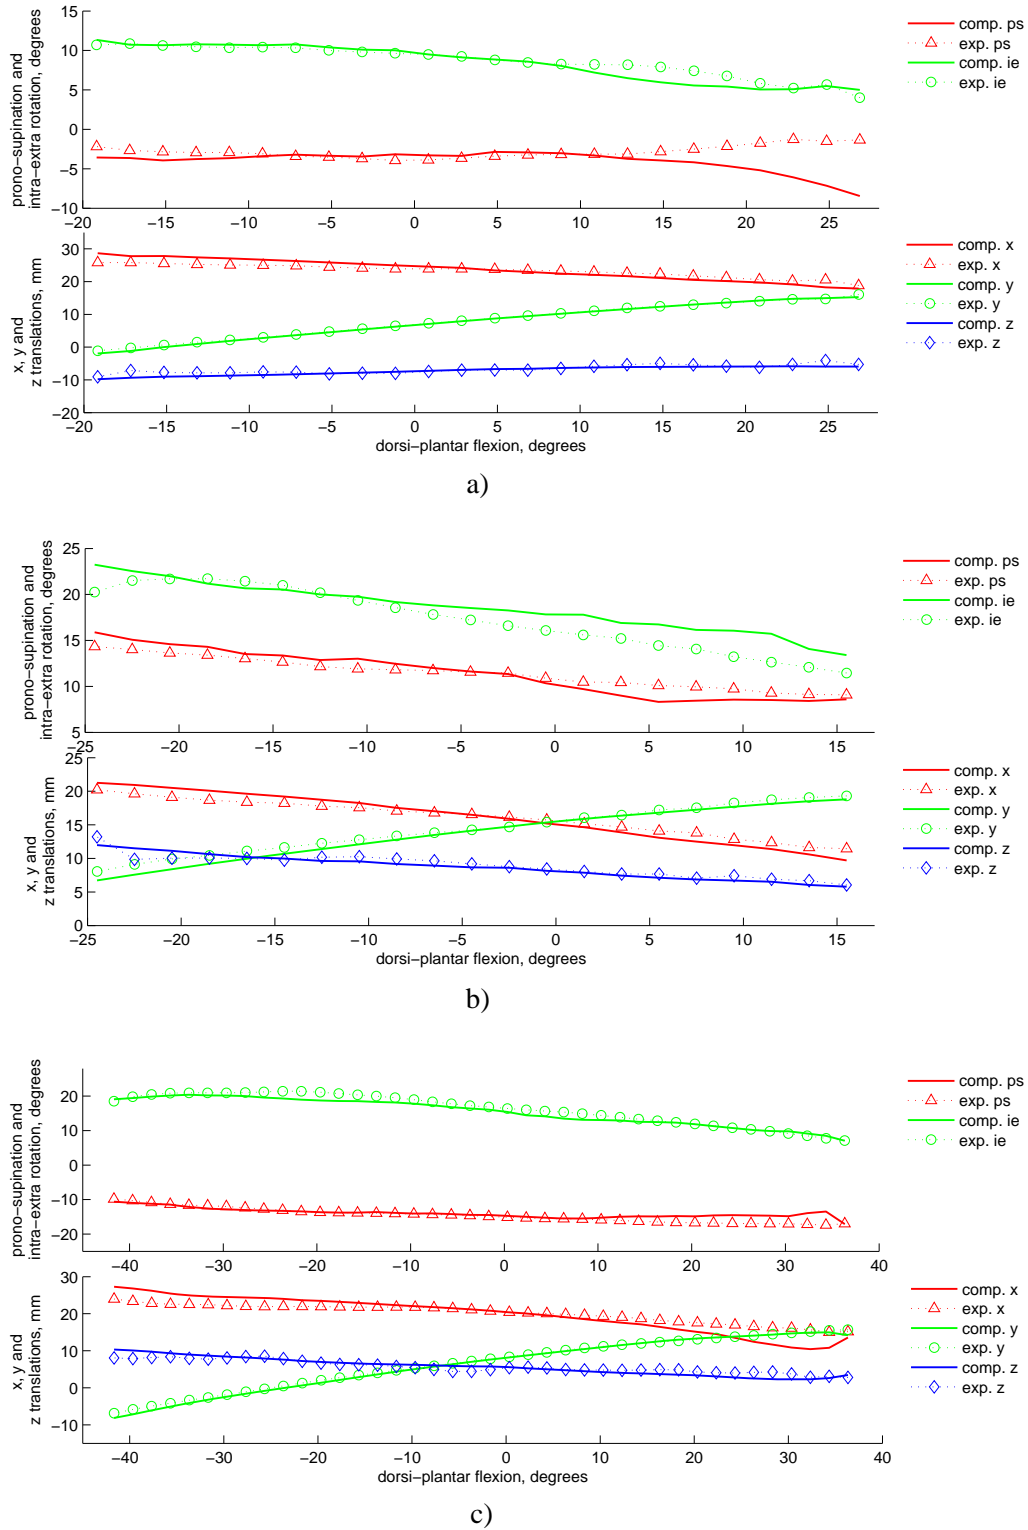 prono−supination and
intra−extra rotation, degrees
15
10
5
0
−5
−10
−20 −15 −10 −5 0 5 10 15 20 25
comp. ps
exp. ps
comp. ie
exp. ie
x, y and
z translations, mm
30
20
10
0
−10
−20
−20 −15 −10 −5 0 5 10 15 20 25
dorsi−plantar flexion, degrees
comp. x
exp. x
comp. y
exp. y
comp. z
exp. z
a)
prono−supination and
intra−extra rotation, degrees
25
20
15
10
5
−25 −20 −15 −10 −5 0 5 10 15
comp. ps
exp. ps
comp. ie
exp. ie
x, y and
z translations, mm
25
20
15
10
5
0
−25 −20 −15 −10 −5 0 5 10 15
dorsi−plantar flexion, degrees
comp. x
exp. x
comp. y
exp. y
comp. z
exp. z
b)
prono−supination and
intra−extra rotation, degrees
20
10
0
−10
−20
−40 −30 −20 −10 0 10 20 30 40
comp. ps
exp. ps
comp. ie
exp. ie
x, y and
z translations, mm
30
20
10
0
−10
−40 −30 −20 −10 0 10 20 30 40
dorsi−plantar flexion, degrees
comp. x
exp. x
comp. y
exp. y
comp. z
exp. z
c)